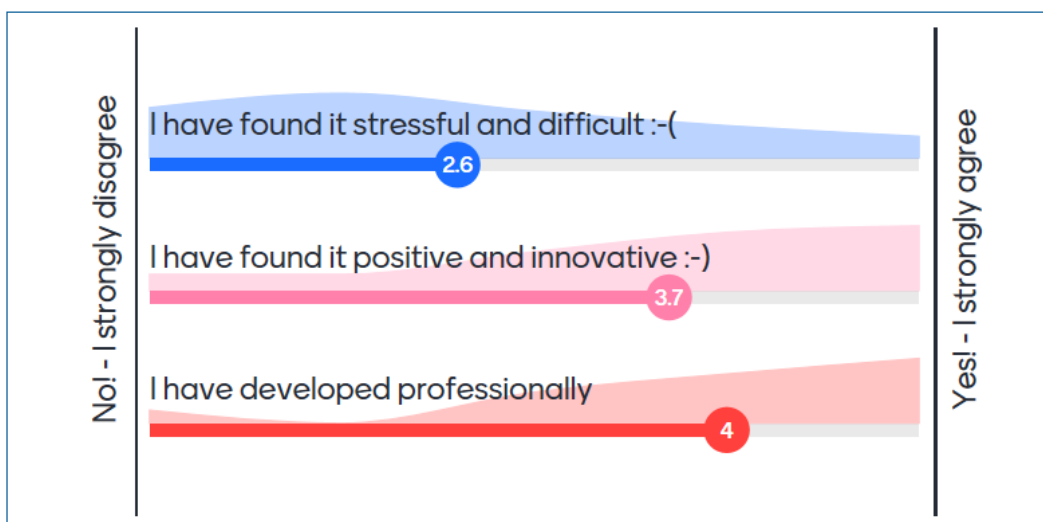 No! - I strongly disagree
I have found it stressful and difficult :-(
2.6
I have found it positive and innovative :-)
3.7
I have developed professionally
4
Yes! - I strongly agree